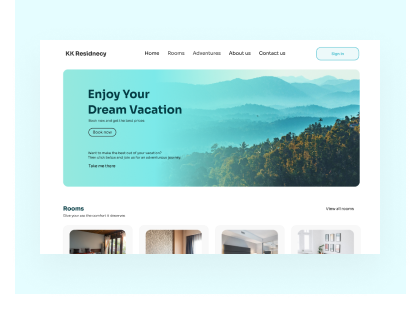 KK Residnecy
Home Rooms Adventures About us Contact us
Sign in
Enjoy Your
Dream Vacation
Book now and get the best prices
Book now
Want to make the best out of your vacation?
Then click below and join us for an adventurous journey
Take me there
Rooms View all rooms
Give your soul the comfort it deserves